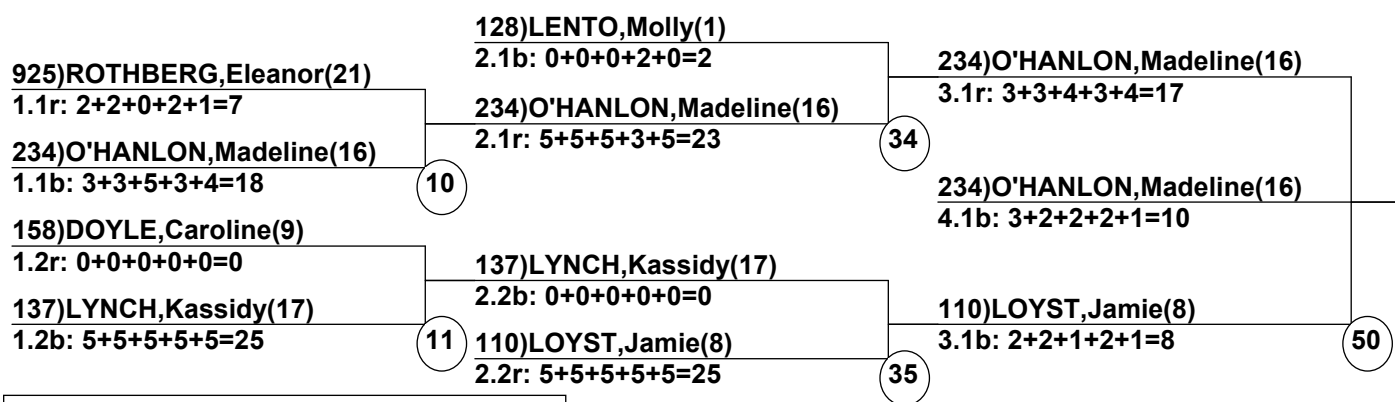 925)ROTHBERG,Eleanor(21)
1.1r: 2+2+0+2+1=7
234)O'HANLON,Madeline(16)
1.1b: 3+3+5+3+4=18
10
158)DOYLE,Caroline(9)
1.2r: 0+0+0+0+0=0
137)LYNCH,Kassidy(17)
1.2b: 5+5+5+5+5=25
11
128)LENTO,Molly(1)
2.1b: 0+0+0+2+0=2
234)O'HANLON,Madeline(16)
2.1r: 5+5+5+3+5=23
34
137)LYNCH,Kassidy(17)
2.2b: 0+0+0+0+0=0
110)LOYST,Jamie(8)
2.2r: 5+5+5+5+5=25
35
234)O'HANLON,Madeline(16)
3.1r: 3+3+4+3+4=17
234)O'HANLON,Madeline(16)
4.1b: 3+2+2+2+1=10
110)LOYST,Jamie(8)
3.1b: 2+2+1+2+1=8
50